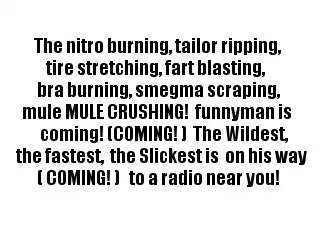 The nitro burning, tailor ripping,
tire stretching, fart blasting,
bra burning, smegma scraping,
mule MULE CRUSHING! funnyman is
coming! (COMING! ) The Wildest,
the fastest, the Slickest is on his way
( COMING! ) to a radio near you!